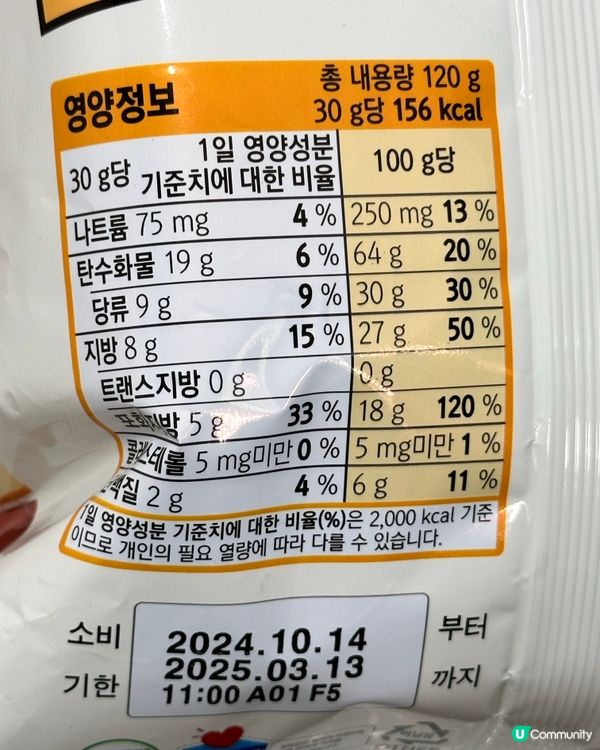 영양정보
총 내용량 120 g
30 g당 156 kcal
30 g당 1일 영양성분 기준치에 대한 비율 100 g당
나트륨 75 mg 4 % 250 mg 13 %
탄수화물 19 g 6 % 64 g 20 %
당류 9 g 9 % 30 g 30 %
지방 8 g 15 % 27 g 50 %
트랜스지방 0 g 0 g
포화지방 5 g 33 % 18 g 120 %
콜레스테롤 5 mg미만 0 % 5 mg미만 1 %
단백질 2 g 4 % 6 g 11 %
1일 영양성분 기준치에 대한 비율(%)은 2,000 kcal 기준
이므로 개인의 필요 열량에 따라 다를 수 있습니다.
소비 2024.10.14 부터
기한 2025.03.13 까지
11:00 A01 F5
비닐류
U Community